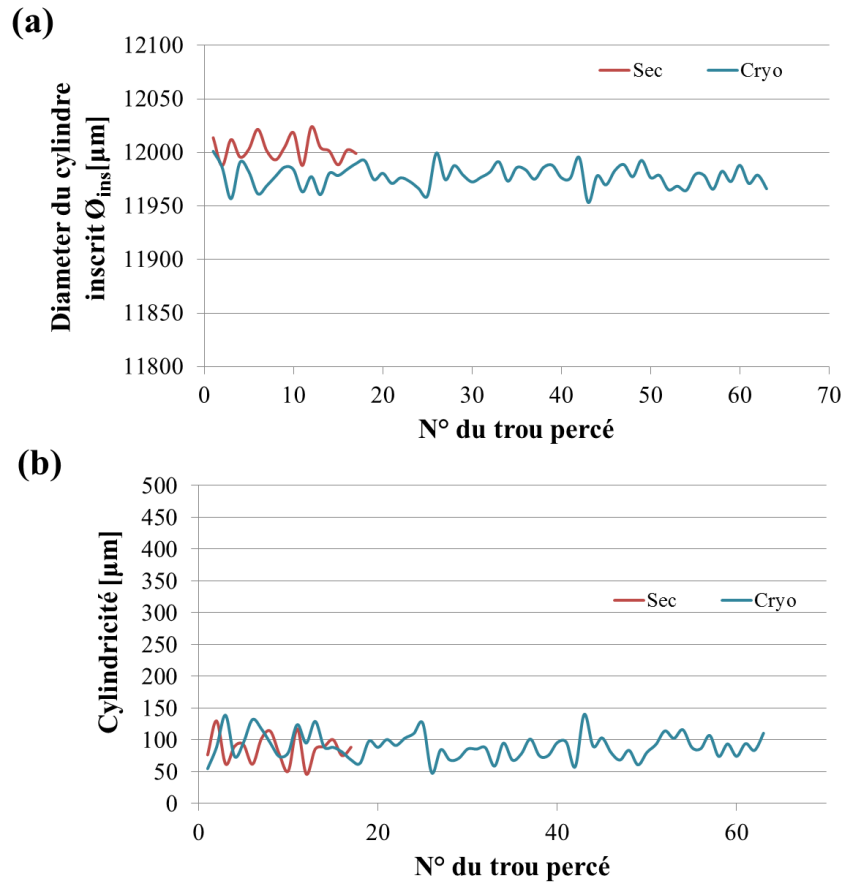 (a)
12100
12050
12000
11950
11900
11850
11800
Diameter du cylindre
inscrit Øins[µm]
Sec
Cryo
0
10
20
30
40
50
60
70
N° du trou percé
(b)
500
450
400
350
300
250
200
150
100
50
0
Cylindricité [µm]
Sec
Cryo
0
20
40
60
N° du trou percé